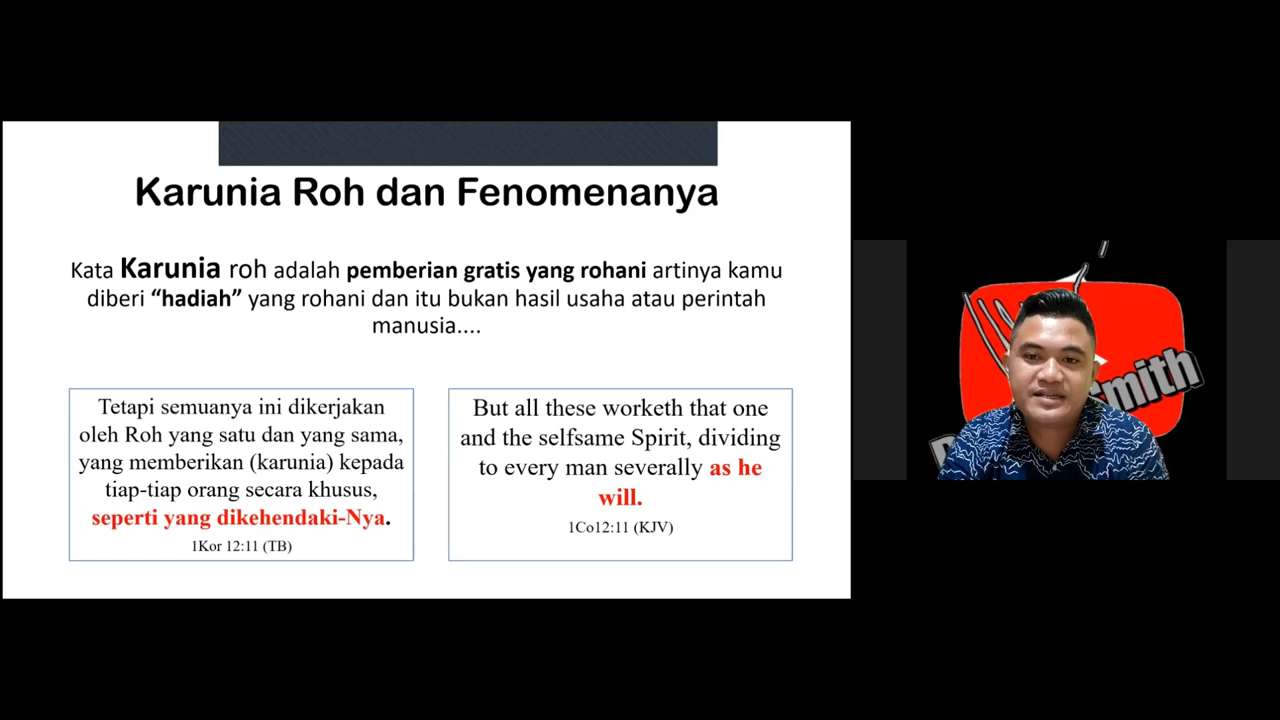 Karunia Roh dan Fenomenanya
Kata Karunia roh adalah pemberian gratis yang rohani artinya kamu
diberi “hadiah” yang rohani dan itu bukan hasil usaha atau perintah
manusia....
Tetapi semuanya ini dikerjakan
oleh Roh yang satu dan yang sama,
yang memberikan (karunia) kepada
tiap-tiap orang secara khusus,
seperti yang dikehendaki-Nya.
1Kor 12:11 (TB)
But all these worketh that one
and the selfsame Spirit, dividing
to every man severally as he
will.
1Co12:11 (KJV)
smith